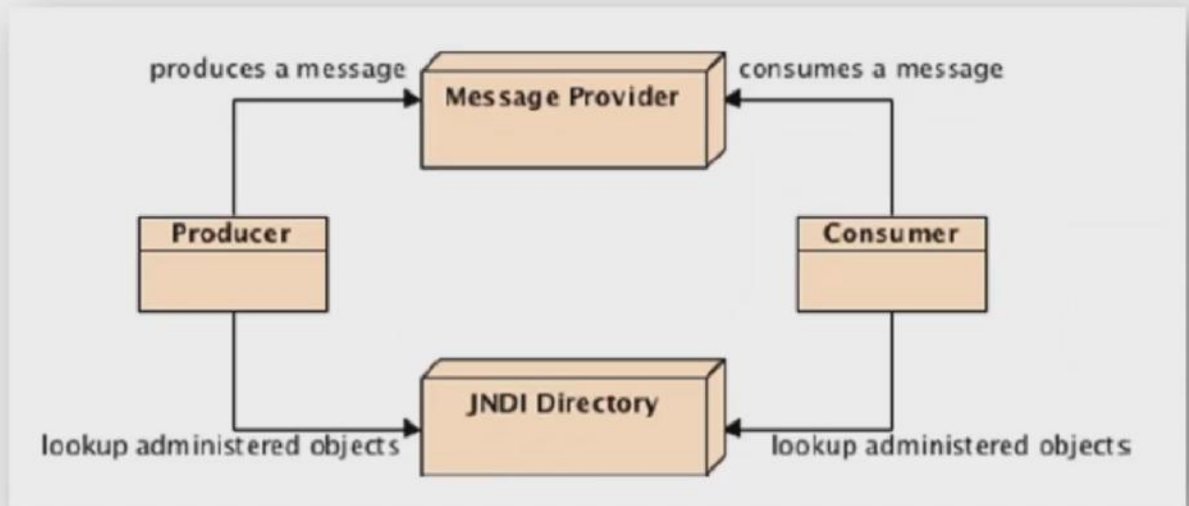 produces a message
consumes a message
Message Provider
Producer
Consumer
JNDI Directory
lookup administered objects
lookup administered objects